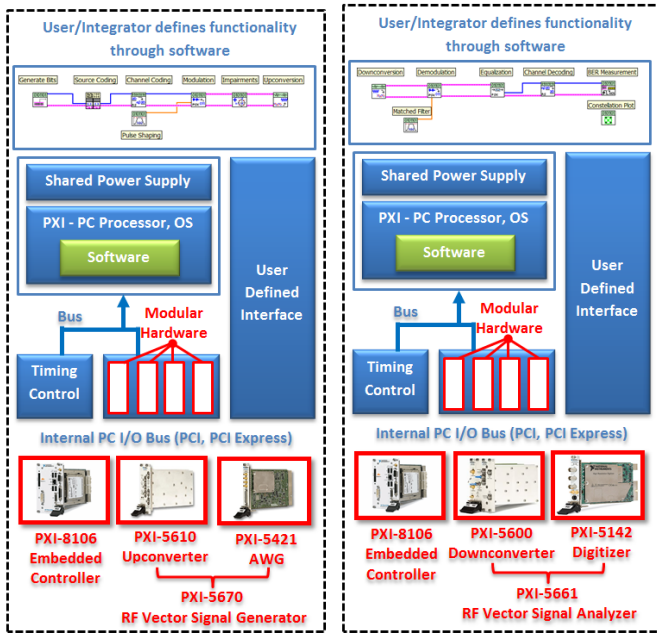 User/Integrator defines functionality
through software
Generate Bits Source Coding Channel Coding Modulation Impairments Upconversion
Pulse Shaping
Shared Power Supply
PXI - PC Processor, OS
Software
User
Defined
Interface
Bus
Modular
Hardware
Timing
Control
Internal PC I/O Bus (PCI, PCI Express)
PXI-8106
Embedded
Controller
PXI-5610
Upconverter
PXI-5421
AWG
PXI-5670
RF Vector Signal Generator
User/Integrator defines functionality
through software
Downconversion Demodulation Equalization Channel Decoding BER Measurement
Matched Filter
Constellation Plot
Shared Power Supply
PXI - PC Processor, OS
Software
User
Defined
Interface
Bus
Modular
Hardware
Timing
Control
Internal PC I/O Bus (PCI, PCI Express)
PXI-8106
Embedded
Controller
PXI-5600
Downconverter
PXI-5142
Digitizer
PXI-5661
RF Vector Signal Analyzer